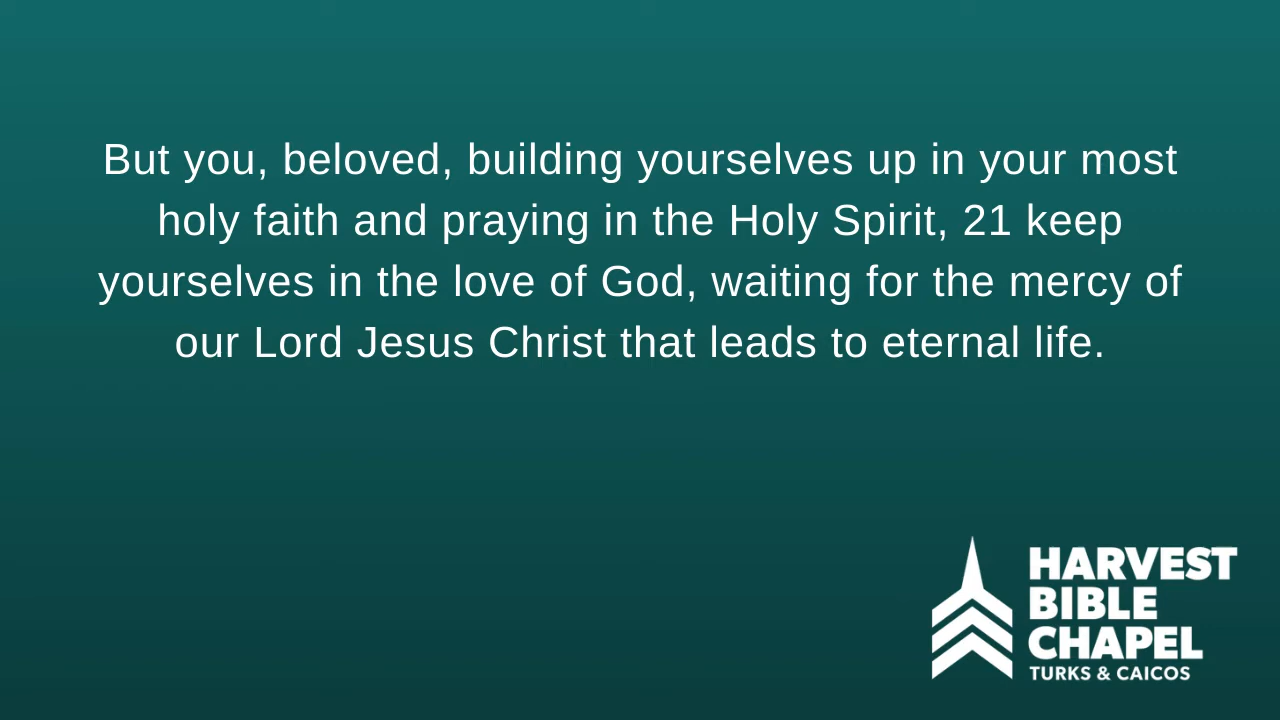 But you, beloved, building yourselves up in your most
holy faith and praying in the Holy Spirit, 21 keep
yourselves in the love of God, waiting for the mercy of
our Lord Jesus Christ that leads to eternal life.
HARVEST
BIBLE
CHAPEL
TURKS & CAICOS